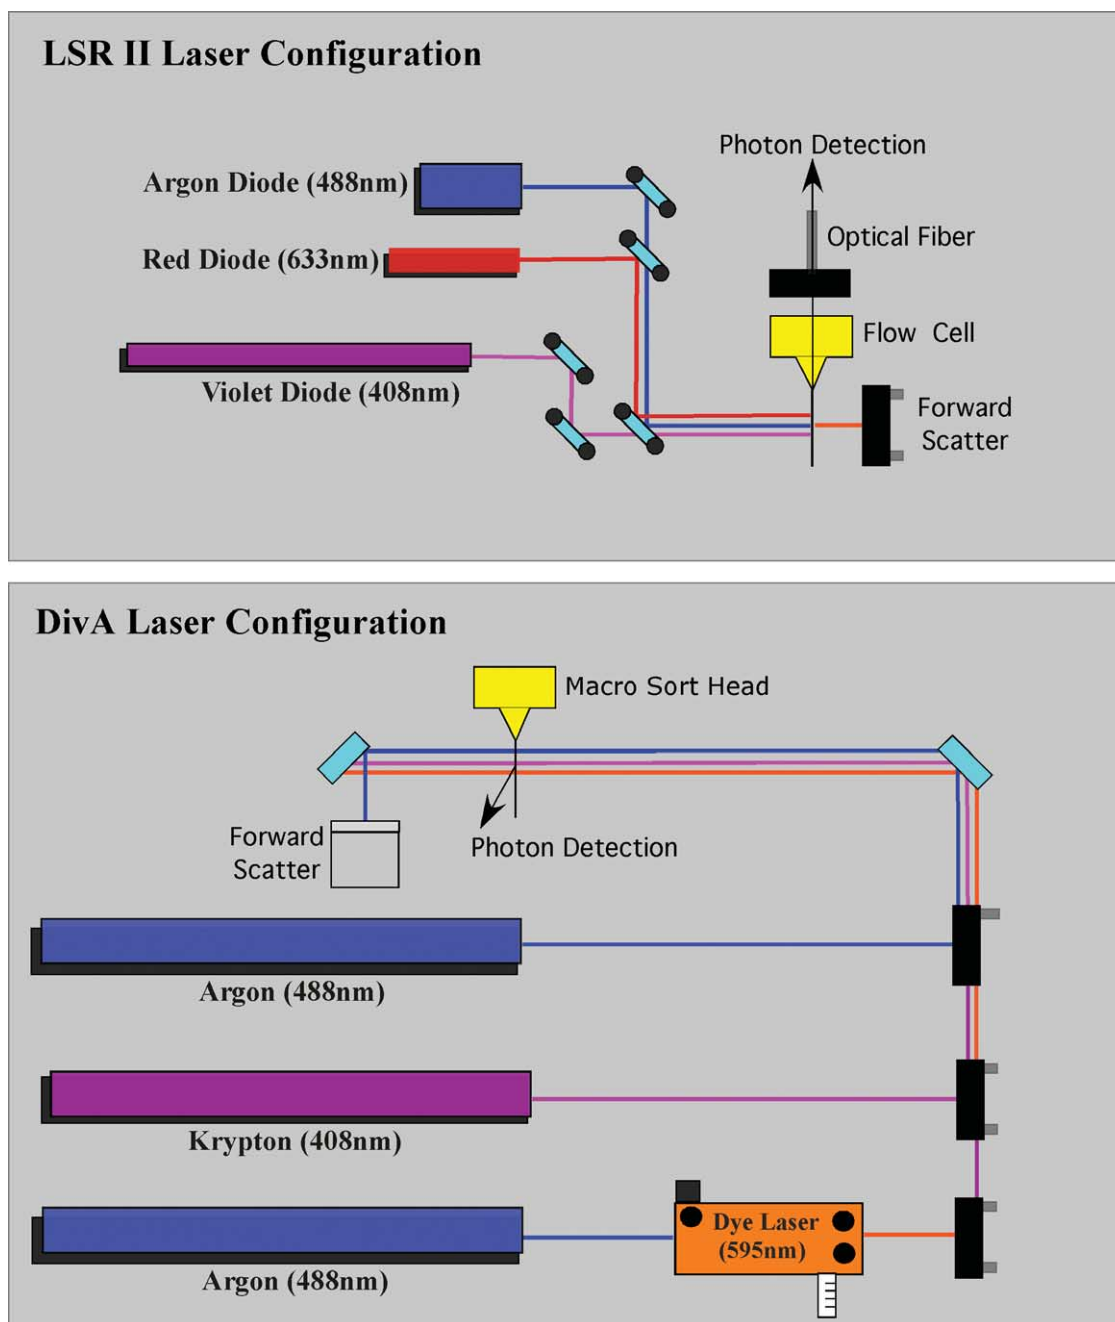 LSR II Laser Configuration
Photon Detection
Argon Diode (488nm)
Optical Fiber
Red Diode (633nm)
Flow Cell
Violet Diode (408nm)
Forward
Scatter
DivA Laser Configuration
Macro Sort Head
Forward
Scatter
Photon Detection
Argon (488nm)
Krypton (408nm)
Dye Laser
(595nm)
Argon (488nm)